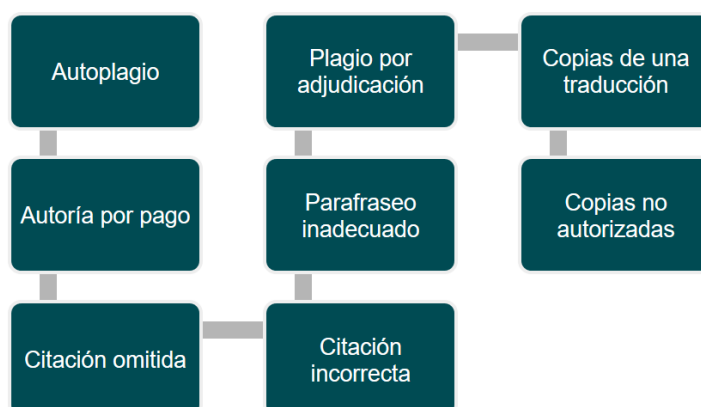 Autoplagio
Autoría por pago
Citación omitida
Citación
incorrecta
Parafraseo
inadecuado
Plagio por
adjudicación
Copias de una
traducción
Copias no
autorizadas